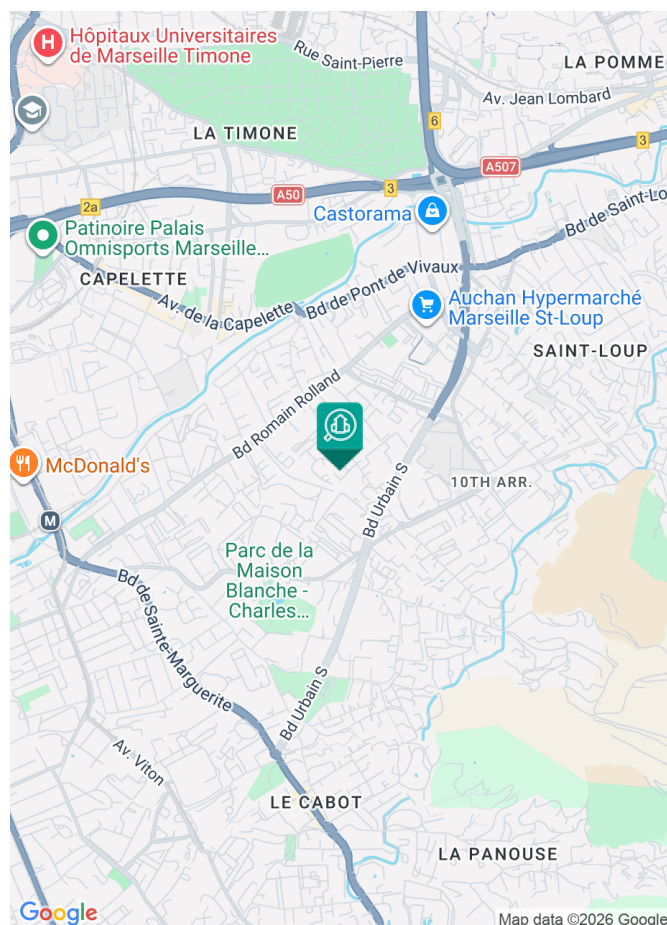 Hôpitaux Universitaires
de Marseille Timone
H
Rue Saint-Pierre
LA POMME
Av. Jean Lombard
LA TIMONE
6
3
A507
A50
3
2a
Castorama
Bd de Saint-Lo
Patinoire Palais
Omnisports Marseille...
CAPELETTE
Bd de Pont de Vivaux
Av. de la Capelette
Auchan Hypermarché
Marseille St-Loup
SAINT-LOUP
Bd Romain Rolland
McDonald's
Bd Urbain S
10TH ARR.
M
Parc de la
Maison
Blanche -
Charles...
Bd de Sainte-Marguerite
Bd Urbain S
Av. Viton
LE CABOT
LA PANOUSE
Google
Map data ©2026 Google